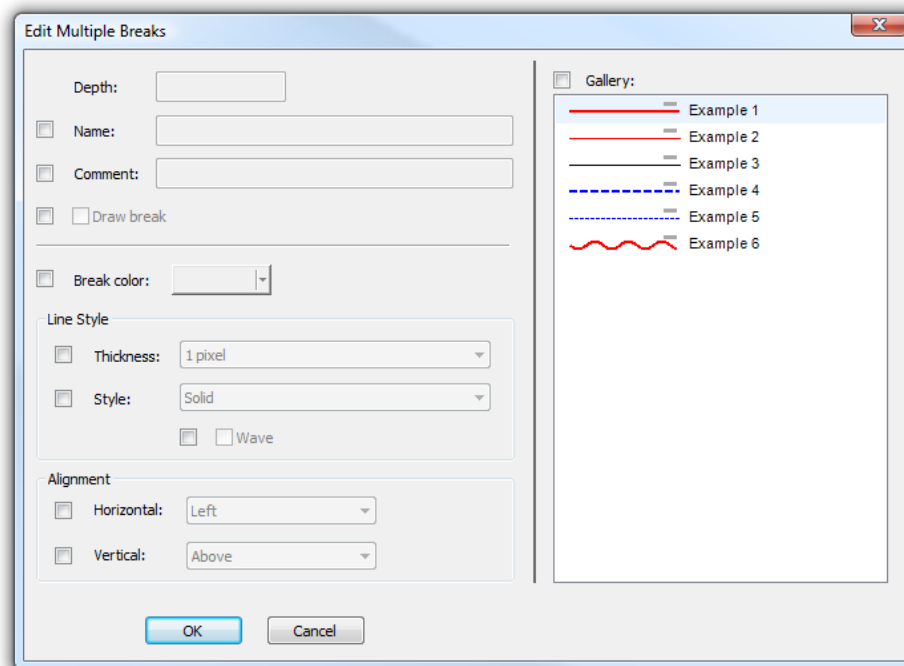 Edit Multiple Breaks
Depth:
Name:
Comment:
Draw break
Break color:
Line Style
Thickness: 1 pixel
Style: Solid
Wave
Alignment
Horizontal: Left
Vertical: Above
OK Cancel
Gallery:
Example 1
Example 2
Example 3
Example 4
Example 5
Example 6